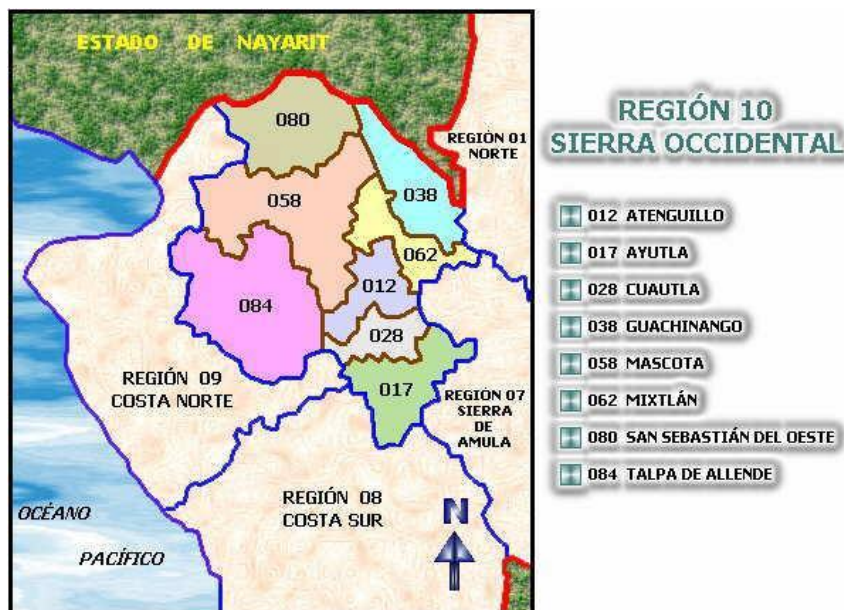 ESTADO DE NAYARIT
080
REGIÓN 01
NORTE
038
058
062
012
084
028
017
REGIÓN 09
COSTA NORTE
REGIÓN 07
SIERRA
DE
AMULA
REGIÓN 08
COSTA SUR
OCÉANO
PACÍFICO
N
REGIÓN 10
SIERRA OCCIDENTAL
012 ATENGUILLO
017 AYUTLA
028 CUAUTLA
038 GUACHINANGO
058 MASCOTA
062 MIXTLÁN
080 SAN SEBASTIÁN DEL OESTE
084 TALPA DE ALLENDE